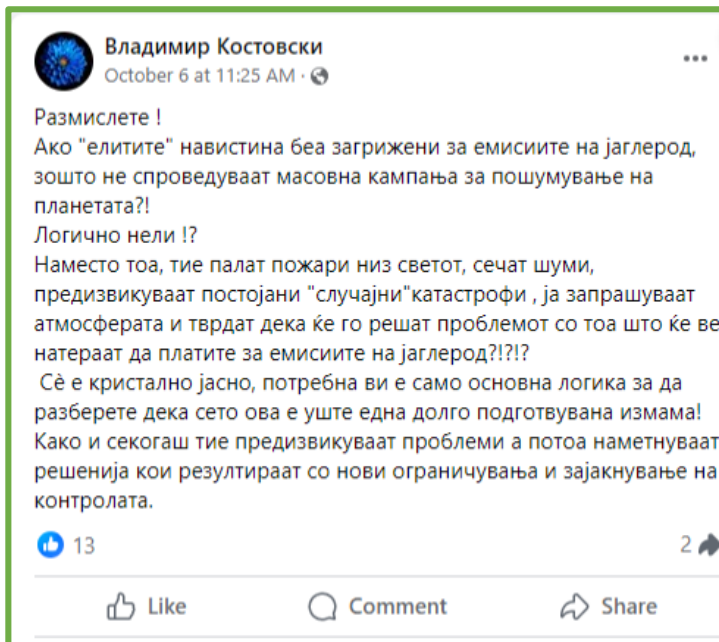 Владимир Костовски
October 6 at 11:25 AM ·
Размислете !
Ако "елитите" навистина беа загрижени за емисиите на јаглерод,
зошто не спроведуваат масовна кампања за пошумување на
планетата?!
Логично нели !?
Наместо тоа, тие палат пожари низ светот, сечат шуми,
предизвикуваат постојани "случајни"катастрофи , ја запрашуваат
атмосферата и тврдат дека ќе го решат проблемот со тоа што ќе ве
натераат да платите за емисиите на јаглерод?!?!?
Сѐ е кристално јасно, потребна ви е само основна логика за да
разберете дека сето ова е уште една долго подготвувана измама!
Како и секогаш тие предизвикуваат проблеми а потоа наметнуваат
решенија кои резултираат со нови ограничувања и зајакнување на
контролата.
13 2
Like Comment Share